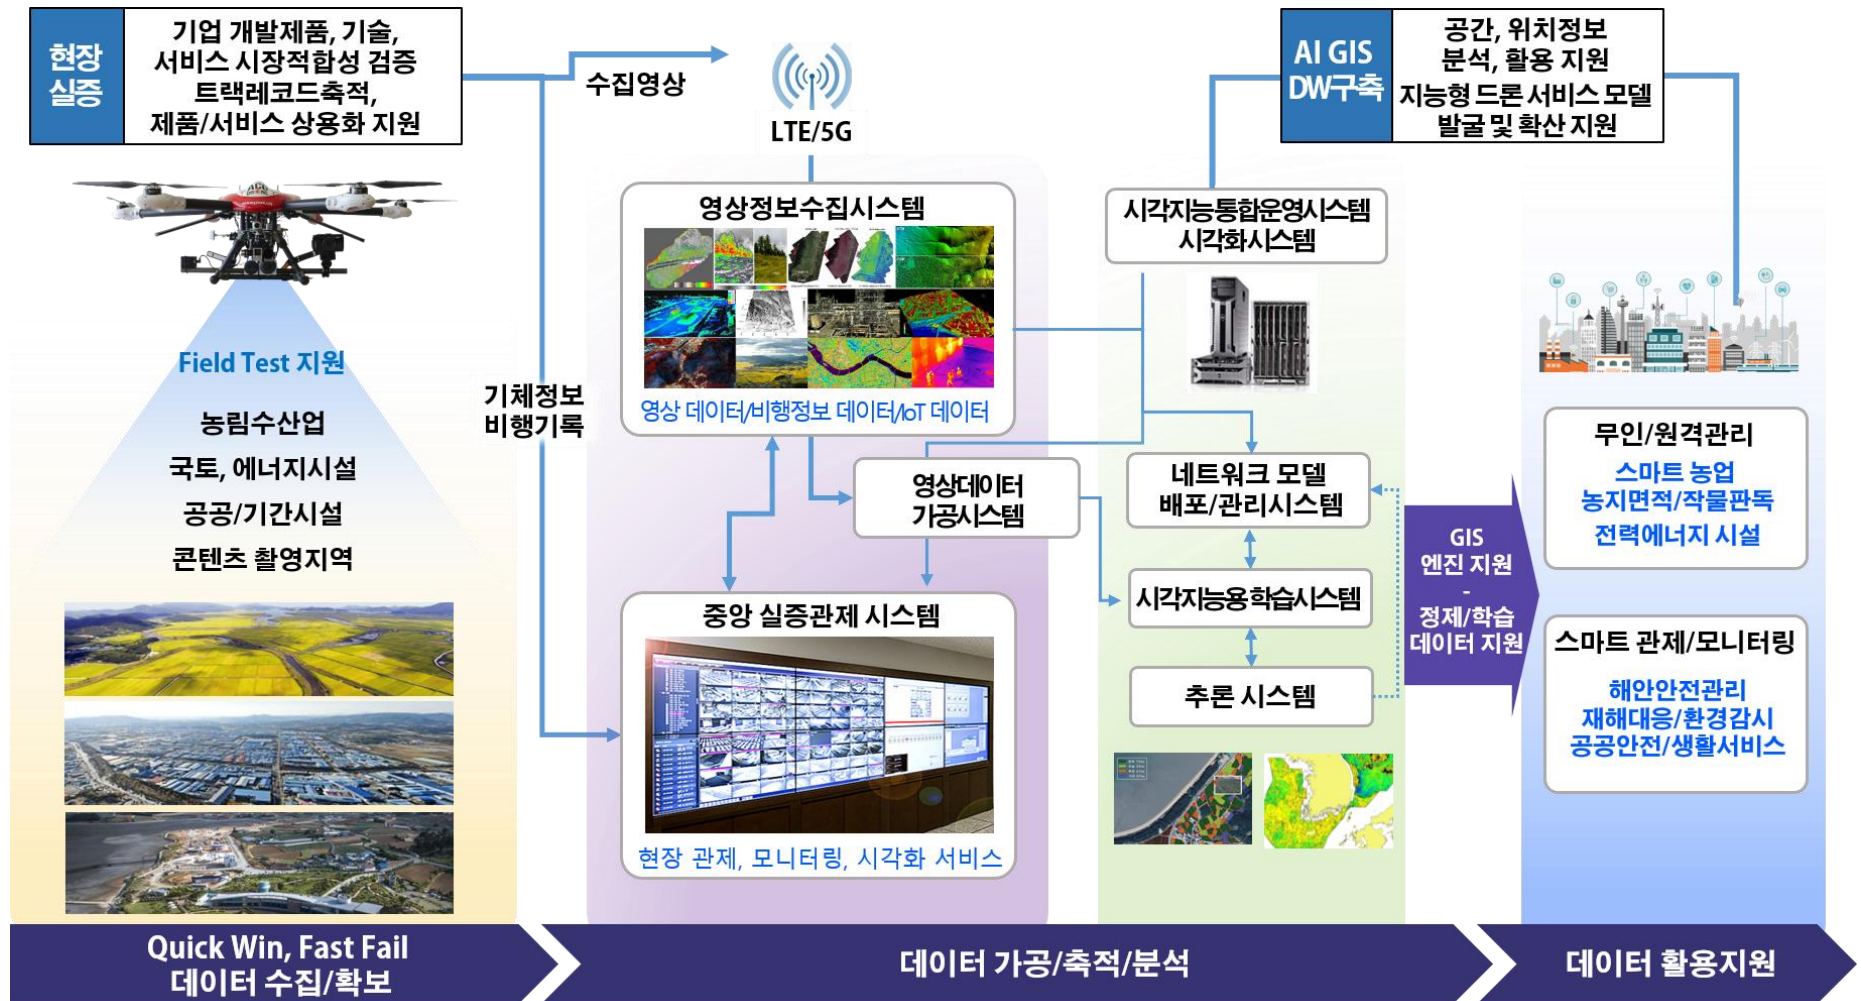 현장
실증
기업 개발제품, 기술,
서비스 시장적합성 검증
트랙레코드축적,
제품/서비스 상용화 지원
수집영상
LTE/5G
AI GIS
DW구축
공간, 위치정보
분석, 활용 지원
지능형 드론 서비스 모델
발굴 및 확산 지원
Field Test 지원
농림수산업
국토, 에너지시설
공공/기간시설
콘텐츠 촬영지역
기체정보
비행기록
영상정보수집시스템
영상 데이터/비행정보 데이터/IoT 데이터
영상데이터
가공시스템
중앙 실증관제 시스템
현장 관제, 모니터링, 시각화 서비스
시각지능통합운영시스템
시각화시스템
네트워크 모델
배포/관리시스템
시각지능용학습시스템
추론 시스템
GIS
엔진 지원
-
정제/학습
데이터 지원
무인/원격관리
스마트 농업
농지면적/작물판독
전력에너지 시설
스마트 관제/모니터링
해안안전관리
재해대응/환경감시
공공안전/생활서비스
Quick Win, Fast Fail
데이터 수집/확보
데이터 가공/축적/분석
데이터 활용지원